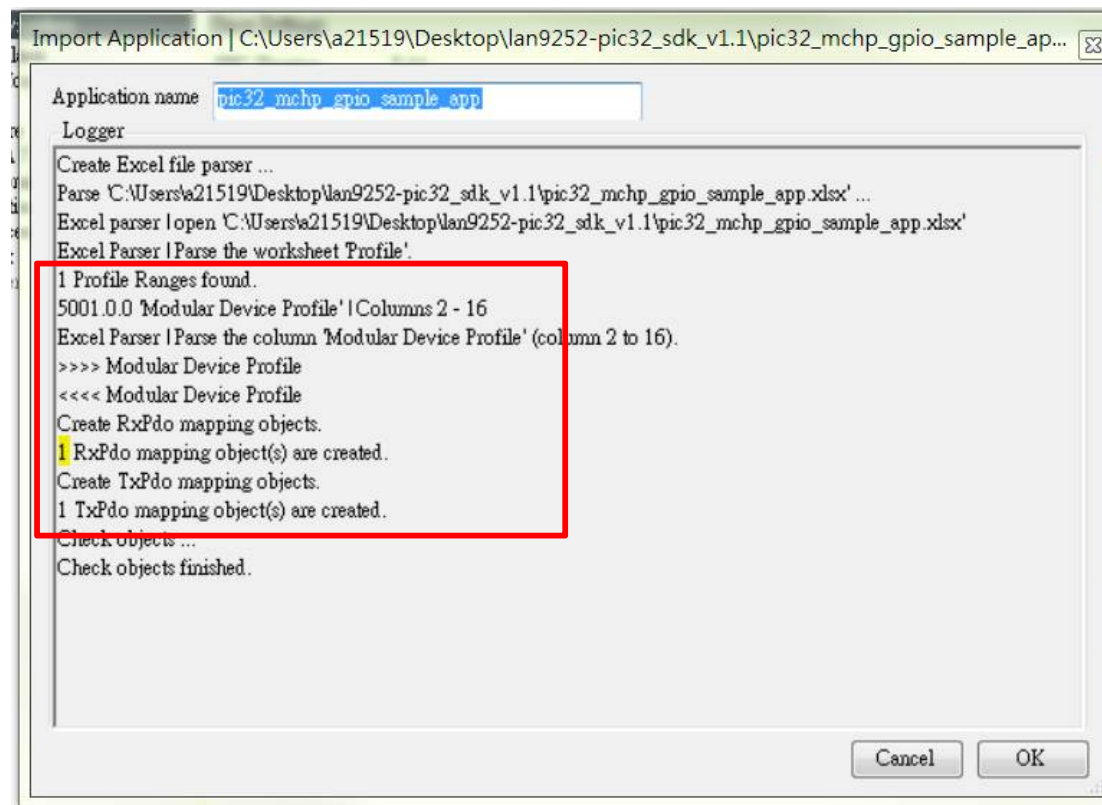 Import Application | C:\Users\a21519\Desktop\lan9252-pic32_sdk_v1.1\pic32_mchp_gpio_sample_ap...
Application name pic32_mchp_gpio_sample_app
Logger
Create Excel file parser ...
Parse 'C:\Users\a21519\Desktop\lan9252-pic32_sdk_v1.1\pic32_mchp_gpio_sample_app.xlsx' ...
Excel parser | open 'C:\Users\a21519\Desktop\lan9252-pic32_sdk_v1.1\pic32_mchp_gpio_sample_app.xlsx'
Excel Parser | Parse the worksheet 'Profile'.
1 Profile Ranges found.
5001.0.0 'Modular Device Profile' | Columns 2 - 16
Excel Parser | Parse the column 'Modular Device Profile' (column 2 to 16).
>>>> Modular Device Profile
<<<< Modular Device Profile
Create RxPdo mapping objects.
1 RxPdo mapping object(s) are created.
Create TxPdo mapping objects.
1 TxPdo mapping object(s) are created.
Check objects ...
Check objects finished.
Cancel OK